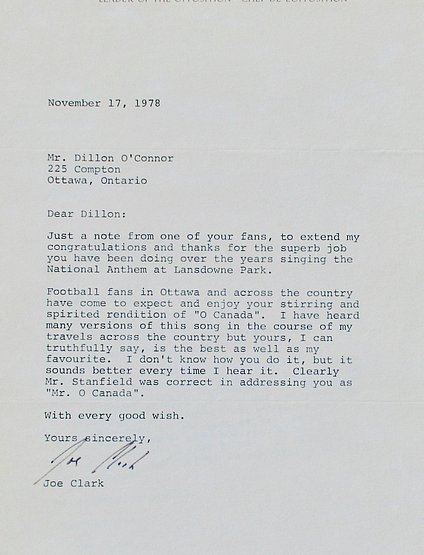 LEADER OF THE OPPOSITION - CHEF DE L'OPPOSITION
November 17, 1978
Mr. Dillon O'Connor
225 Compton
Ottawa, Ontario
Dear Dillon:
Just a note from one of your fans, to extend my
congratulations and thanks for the superb job
you have been doing over the years singing the
National Anthem at Lansdowne Park.
Football fans in Ottawa and across the country
have come to expect and enjoy your stirring and
spirited rendition of "O Canada".  I have heard
many versions of this song in the course of my
travels across the country but yours, I can
truthfully say, is the best as well as my
favourite.  I don't know how you do it, but it
sounds better every time I hear it.  Clearly
Mr. Stanfield was correct in addressing you as
"Mr. O Canada".
With every good wish.
Yours sincerely,
Joe Clark
Joe Clark